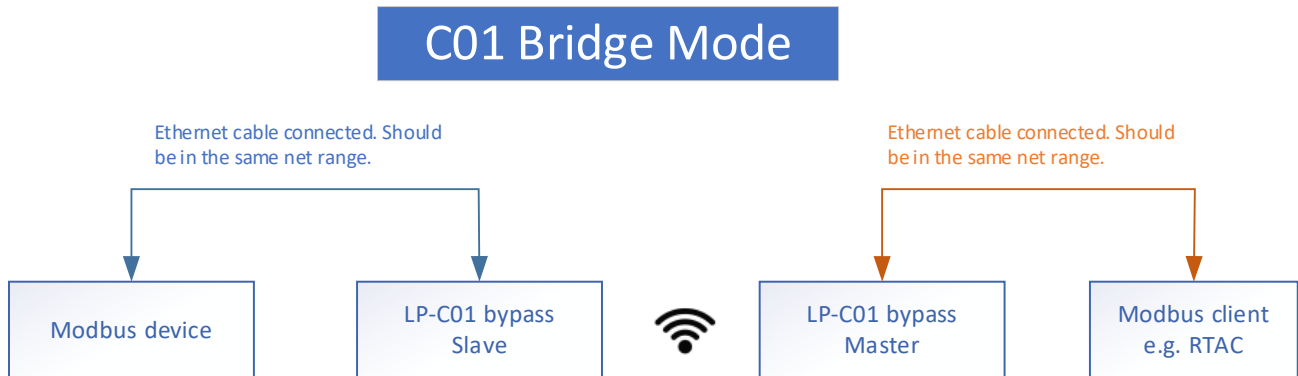 C01 Bridge Mode
Ethernet cable connected. Should
be in the same net range.
Ethernet cable connected. Should
be in the same net range.
Modbus device
LP-C01 bypass
Slave
LP-C01 bypass
Master
Modbus client
e.g. RTAC